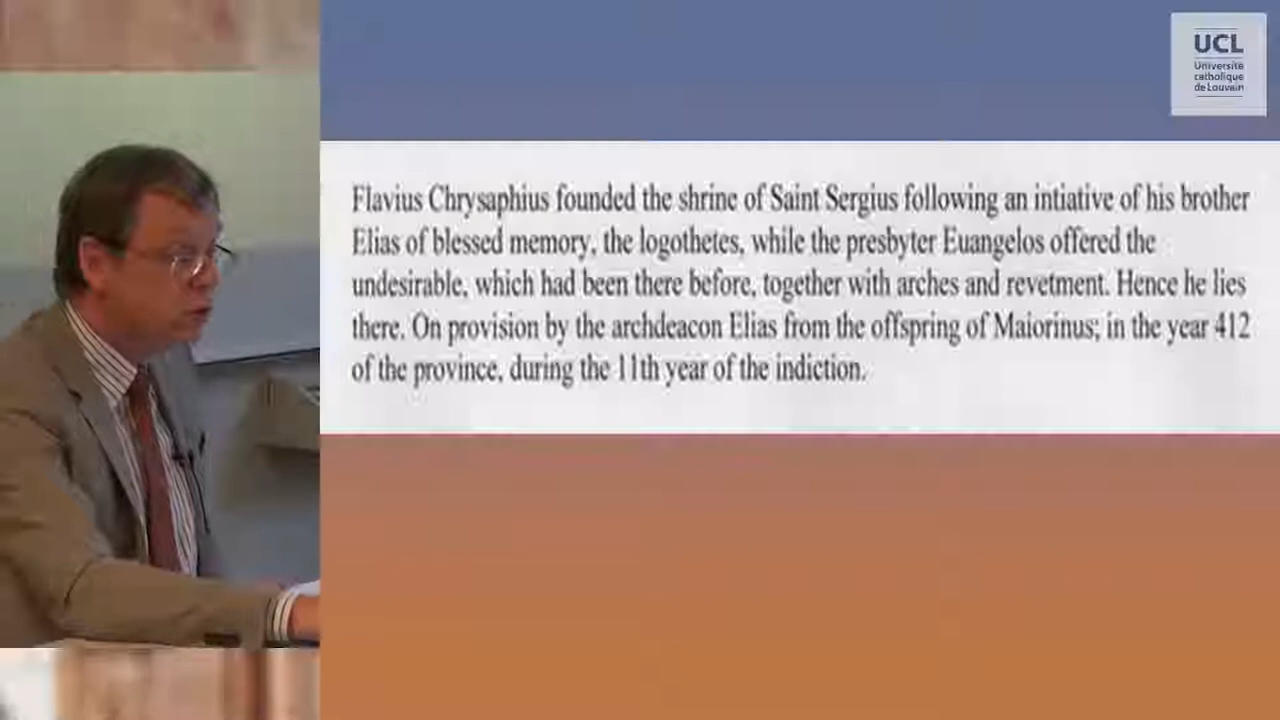 UCL
Université
catholique
de Louvain
Flavius Chrysaphius founded the shrine of Saint Sergius following an intiative of his brother
Elias of blessed memory, the logothetes, while the presbyter Euangelos offered the
undesirable, which had been there before, together with arches and revetment. Hence he lies
there. On provision by the archdeacon Elias from the offspring of Maiorinus; in the year 412
of the province, during the 11th year of the indiction.